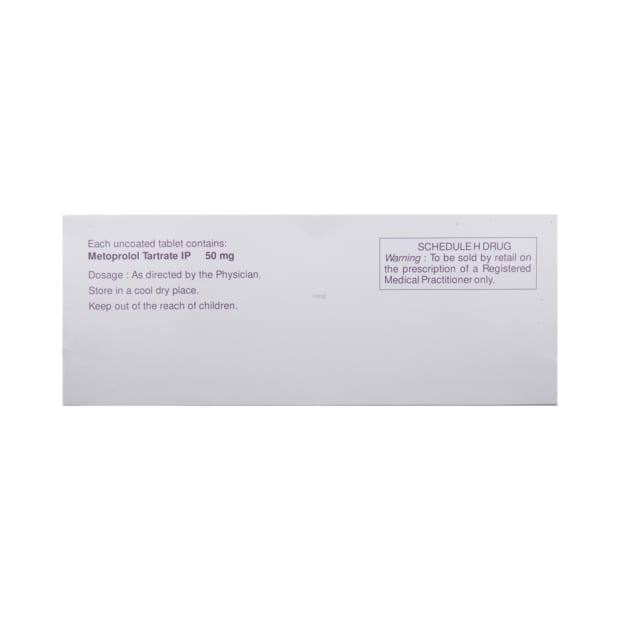 Each uncoated tablet contains:
Metoprolol Tartrate IP 50 mg
Dosage : As directed by the Physician.
Store in a cool dry place.
Keep out of the reach of children.
SCHEDULE H DRUG
Warning : To be sold by retail on
the prescription of a Registered
Medical Practitioner only.